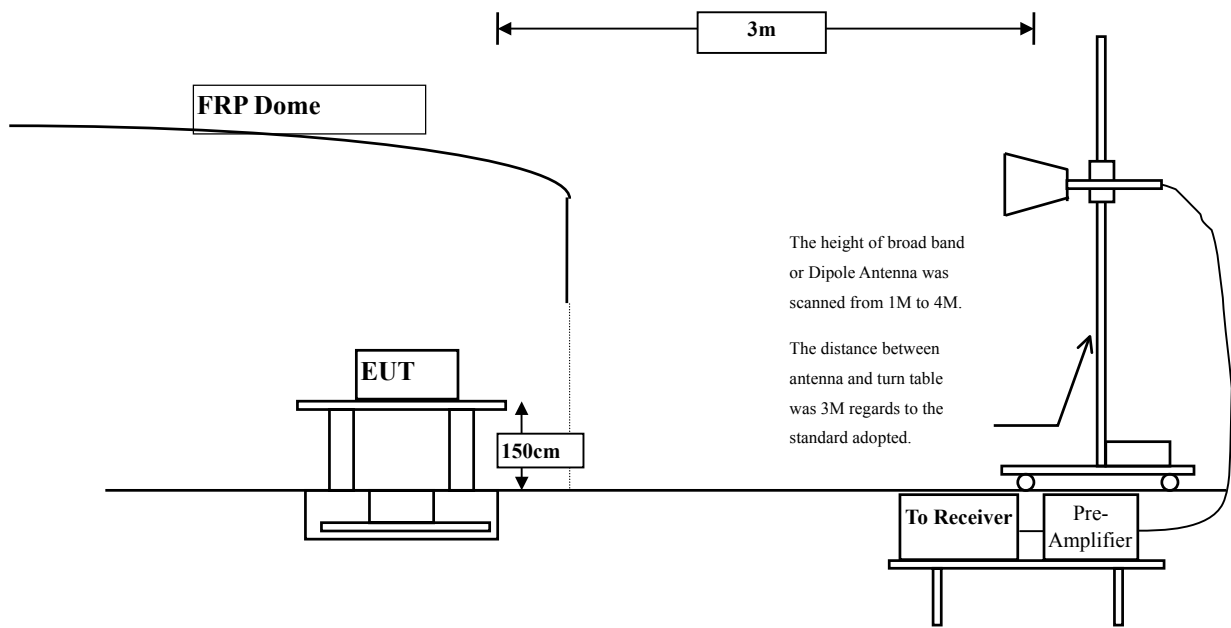 3m
FRP Dome
The height of broad band
or Dipole Antenna was
scanned from 1M to 4M.
The distance between
antenna and turn table
was 3M regards to the
standard adopted.
EUT
150cm
To Receiver
Pre-
Amplifier